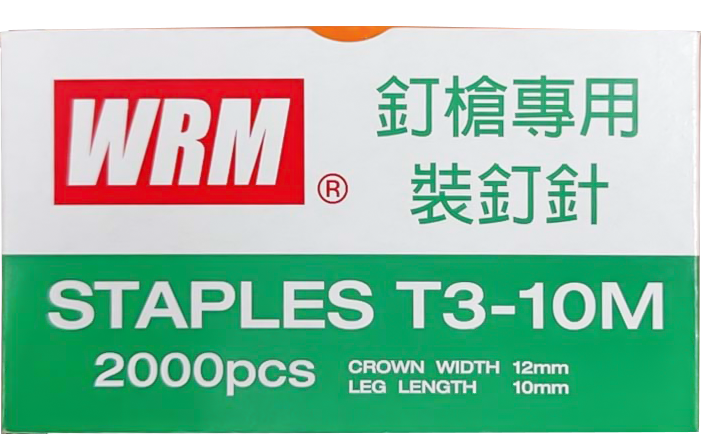 WRM ®
釘槍專用
裝釘針
STAPLES T3-10M
2000pcs
CROWN WIDTH 12mm
LEG LENGTH 10mm